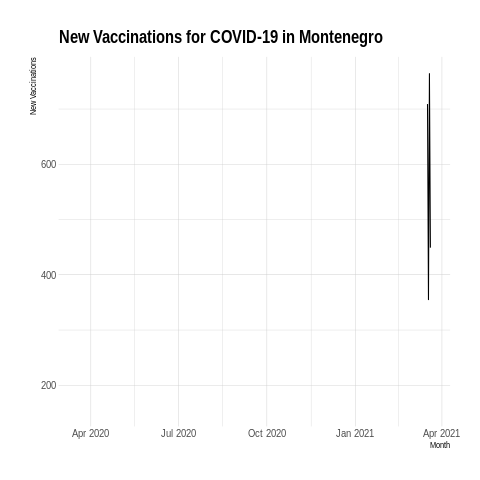 New Vaccinations for COVID-19 in Montenegro
New Vaccinations
600
400
200
Apr 2020
Jul 2020
Oct 2020
Jan 2021
Apr 2021
Month